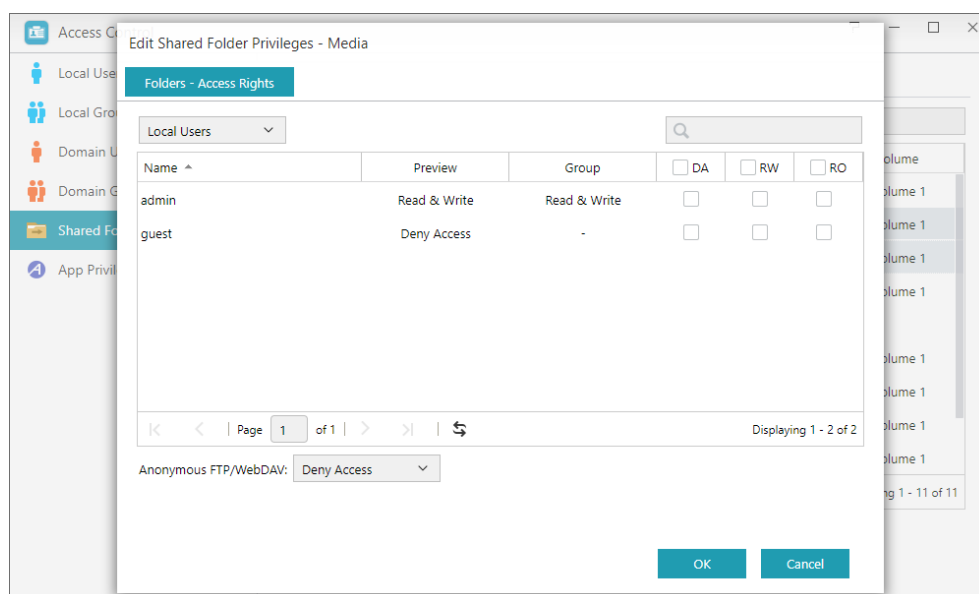 Access Co
Edit Shared Folder Privileges - Media
Folders - Access Rights
Local Use
Local Gro
Domain U
Domain G
Shared Fo
App Privil
Local Users
Name Preview Group DA RW RO
admin Read & Write Read & Write
guest Deny Access -
Page 1 of 1 Displaying 1 - 2 of 2
Anonymous FTP/WebDAV: Deny Access
OK Cancel
olume
olume 1
olume 1
olume 1
olume 1
olume 1
olume 1
olume 1
olume 1
ng 1 - 11 of 11